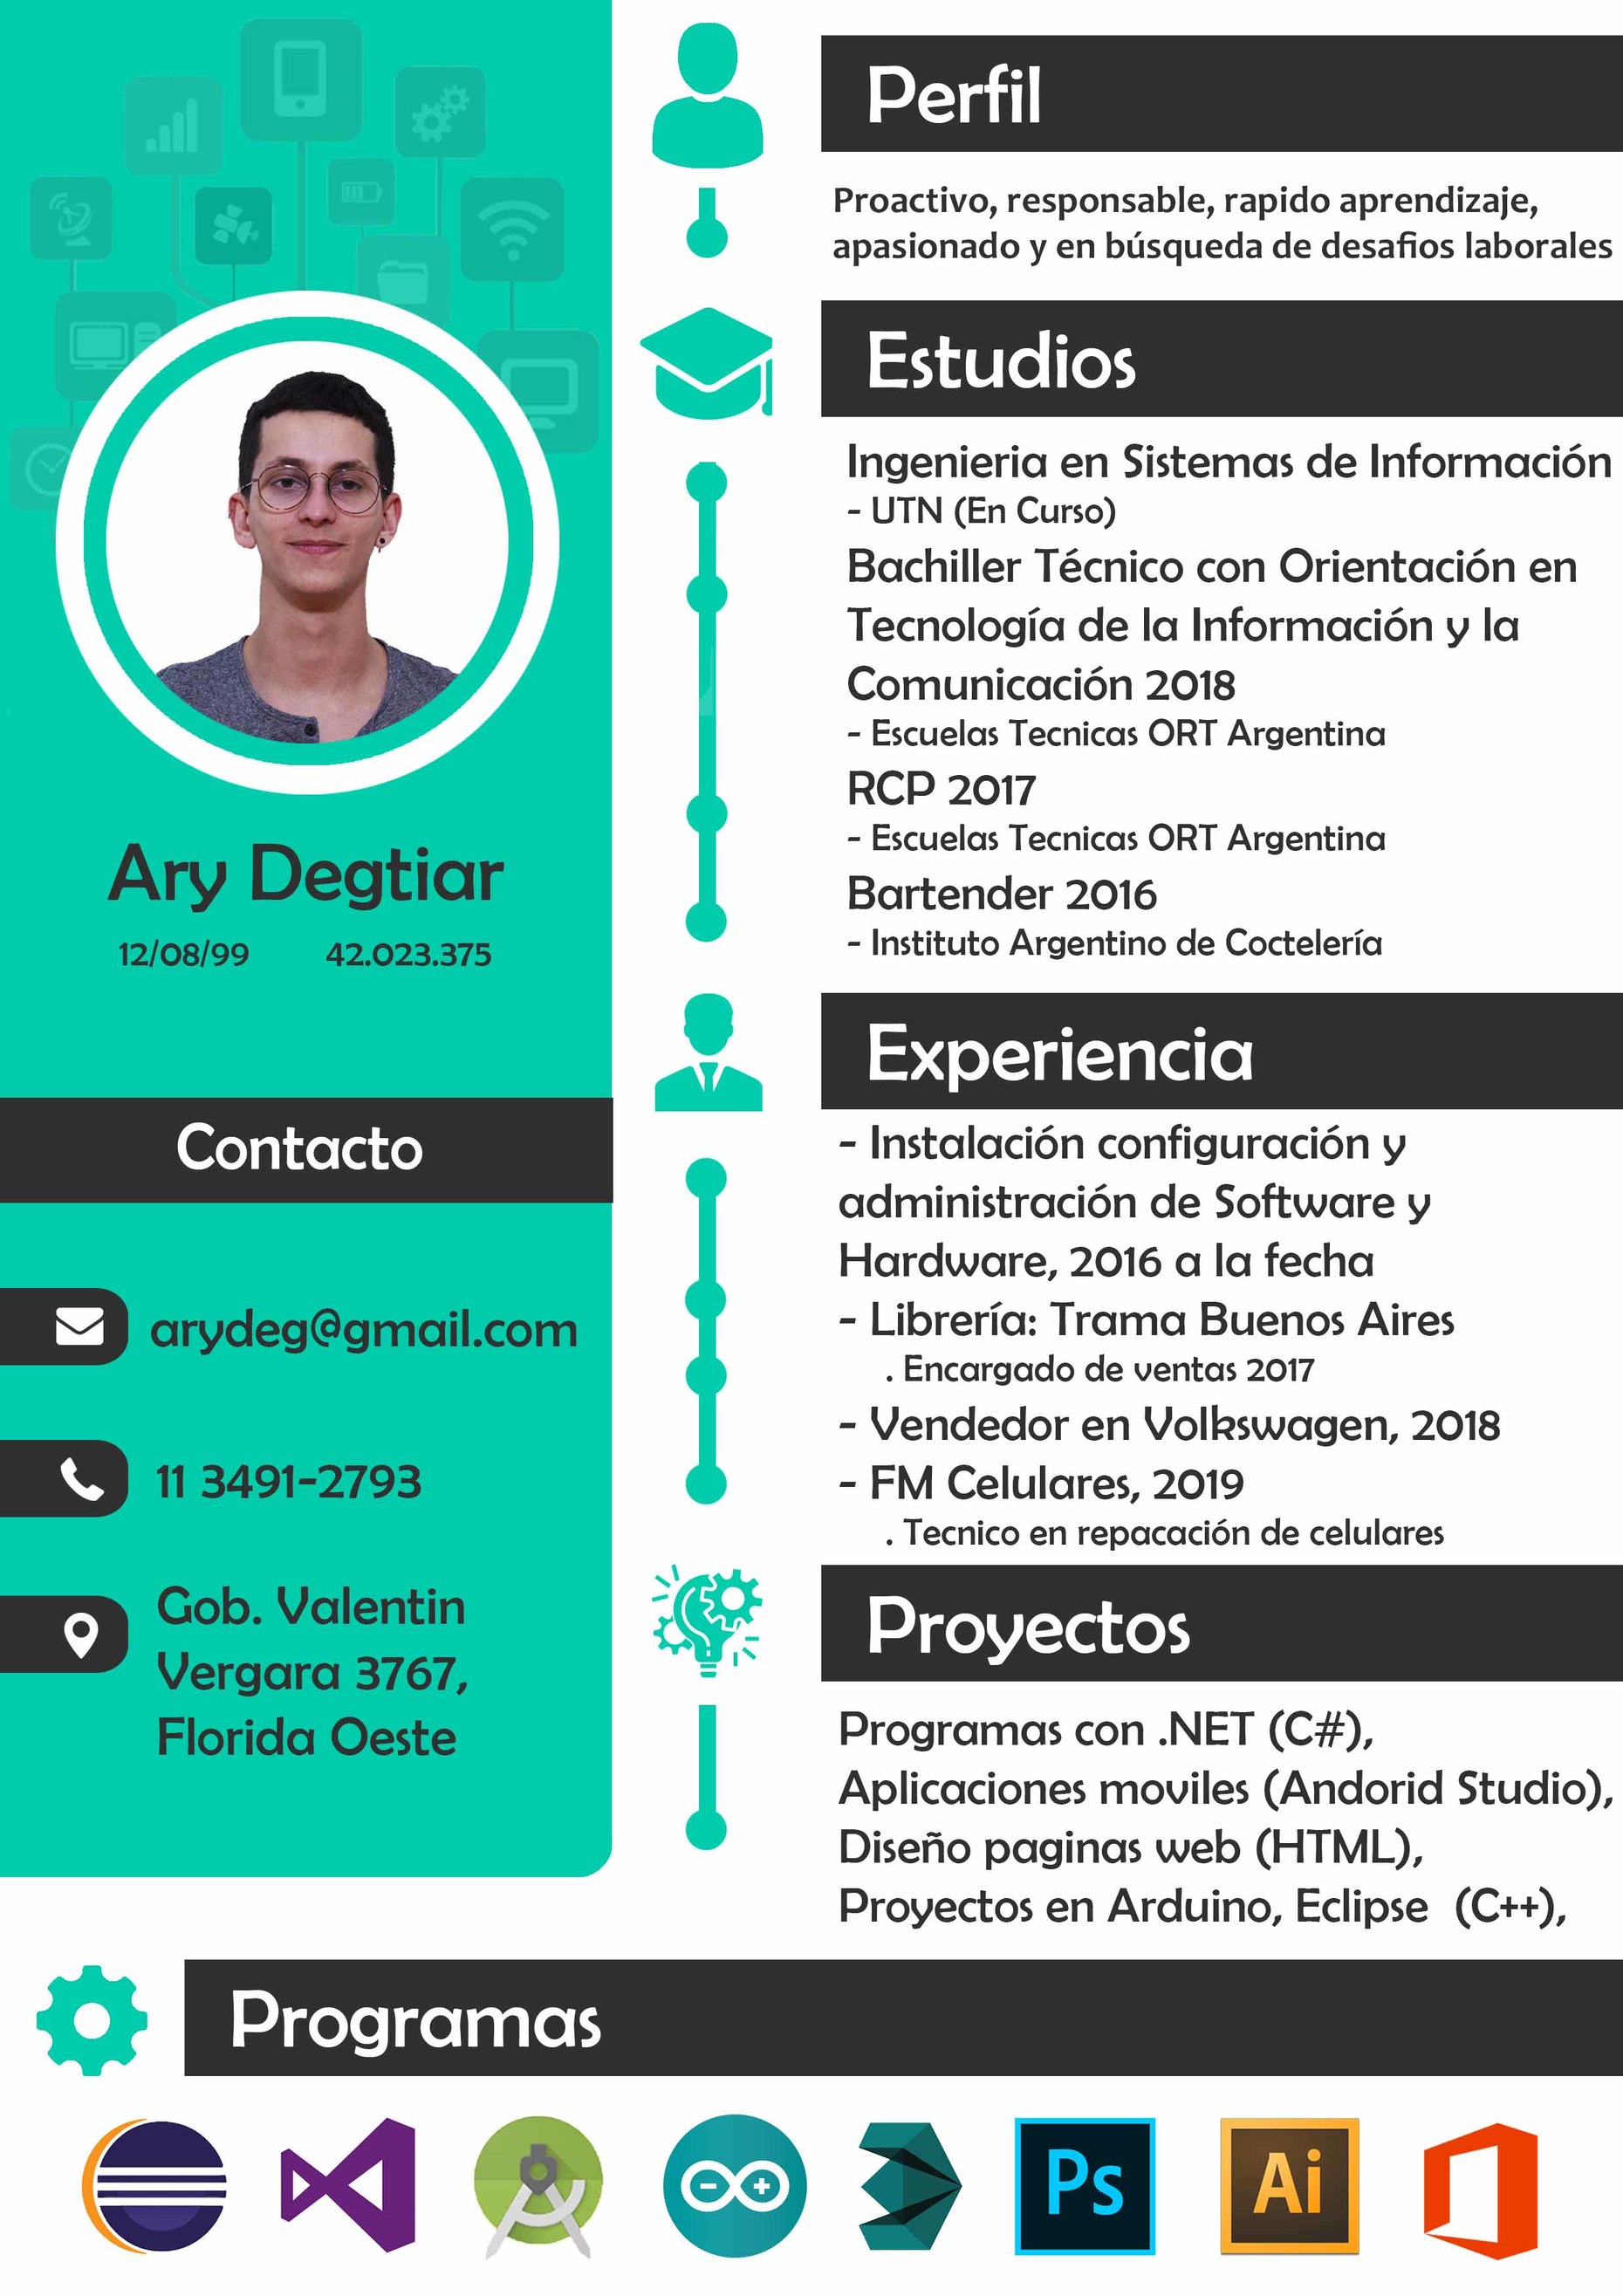 Ary Degtiar
12/08/99 42.023.375
Contacto
arydeg@gmail.com
11 3491-2793
Gob. Valentin
Vergara 3767,
Florida Oeste
Perfil
Proactivo, responsable, rapido aprendizaje,
apasionado y en búsqueda de desafios laborales
Estudios
Ingenieria en Sistemas de Información
- UTN (En Curso)
Bachiller Técnico con Orientación en
Tecnología de la Información y la
Comunicación 2018
- Escuelas Tecnicas ORT Argentina
RCP 2017
- Escuelas Tecnicas ORT Argentina
Bartender 2016
- Instituto Argentino de Coctelería
Experiencia
- Instalación configuración y
administración de Software y
Hardware, 2016 a la fecha
- Librería: Trama Buenos Aires
. Encargado de ventas 2017
- Vendedor en Volkswagen, 2018
- FM Celulares, 2019
. Tecnico en repacación de celulares
Proyectos
Programas con .NET (C#),
Aplicaciones moviles (Andorid Studio),
Diseño paginas web (HTML),
Proyectos en Arduino, Eclipse (C++),
Programas
Ps
Ai